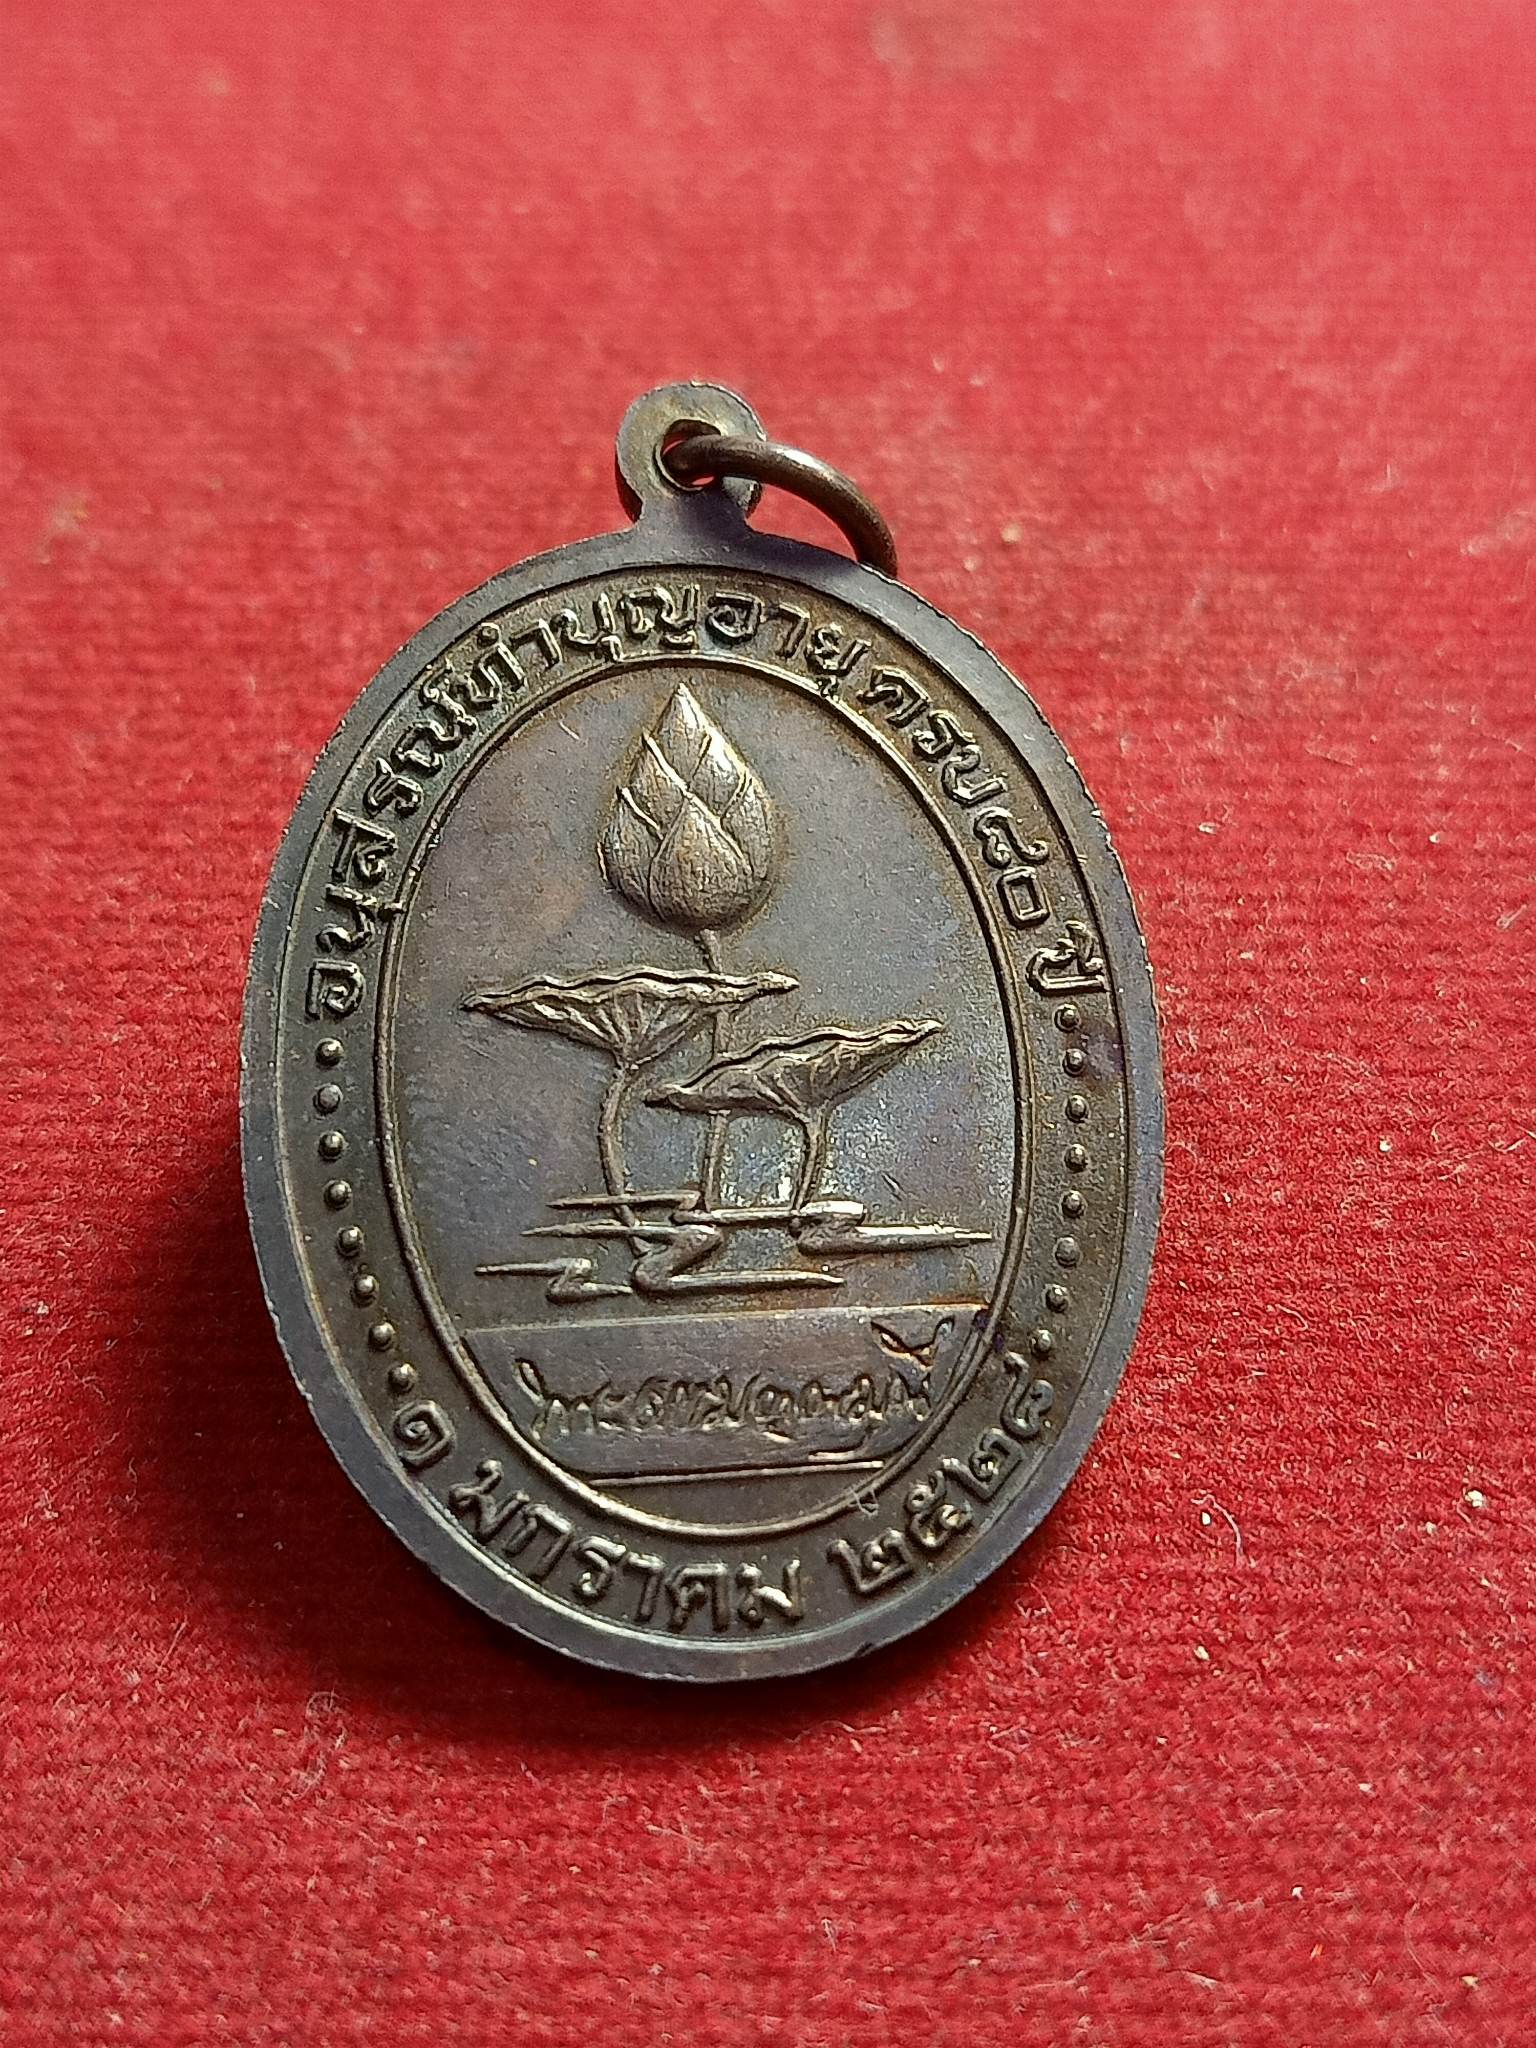 อนุสรณ์ทำบุญอายุครบ๘๐ปี
๑ มกราคม ๒๕๒๘